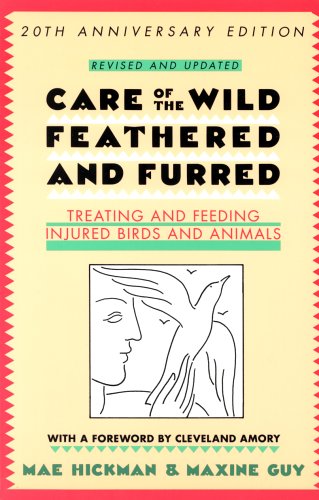 20TH ANNIVERSARY EDITION
REVISED AND UPDATED
CARE OF THE WILD
FEATHERED
AND FURRED
TREATING AND FEEDING
INJURED BIRDS AND ANIMALS
WITH A FOREWORD BY CLEVELAND AMORY
MAE HICKMAN & MAXINE GUY